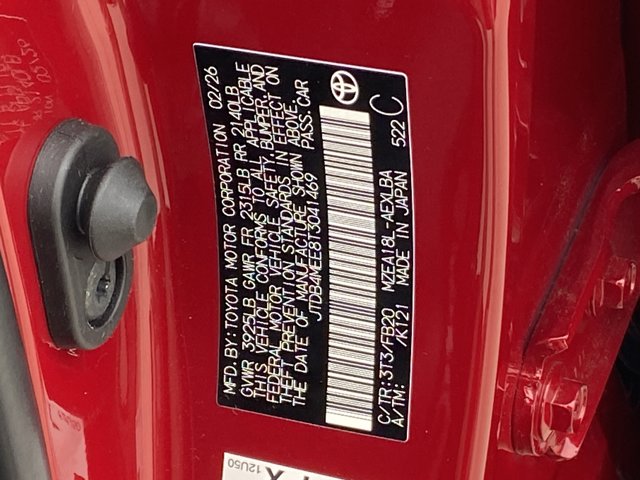 MFD.BY:TOYOTA MOTOR CORPORATION 02/26
GVWR 3925LB GAWR FR 2315LB RR 2140LB
THIS VEHICLE CONFORMS TO ALL APPLICABLE
FEDERAL MOTOR VEHICLE SAFETY, BUMPER, AND
THEFT PREVENTION STANDARDS IN EFFECT ON
THE DATE OF MANUFACTURE SHOWN ABOVE.
JTDB4MEE8T3041469 PASS.CAR
C/TR:3T3/FB20 MZEA18L-AEXLBA
A/TM: /K121 MADE IN JAPAN 522 C
12U50